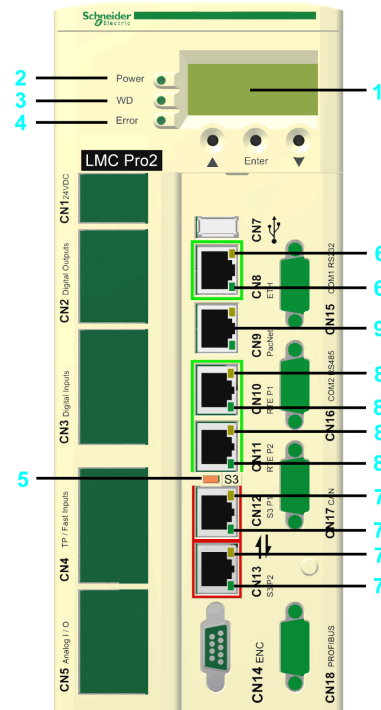 Schneider
Electric
2 Power
3 WD
4 Error
1
Enter
LMC Pro2
CN1 24VDC
CN2 Digital Outputs
CN3 Digital Inputs
CN4 TP / Fast Inputs
CN5 Analog I / O
CN7
CN8 ETH
CN9 PacNet
CN10 RTE P1
CN11 RTE P2
5 S3
CN12 S3 P1
CN13 S3 P2
CN14 ENC
COM1 RS232
CN15
COM2 RS485
CN16
CN17 CAN
CN18 PROFIBUS
6
6
9
8
8
8
8
7
7
7
7